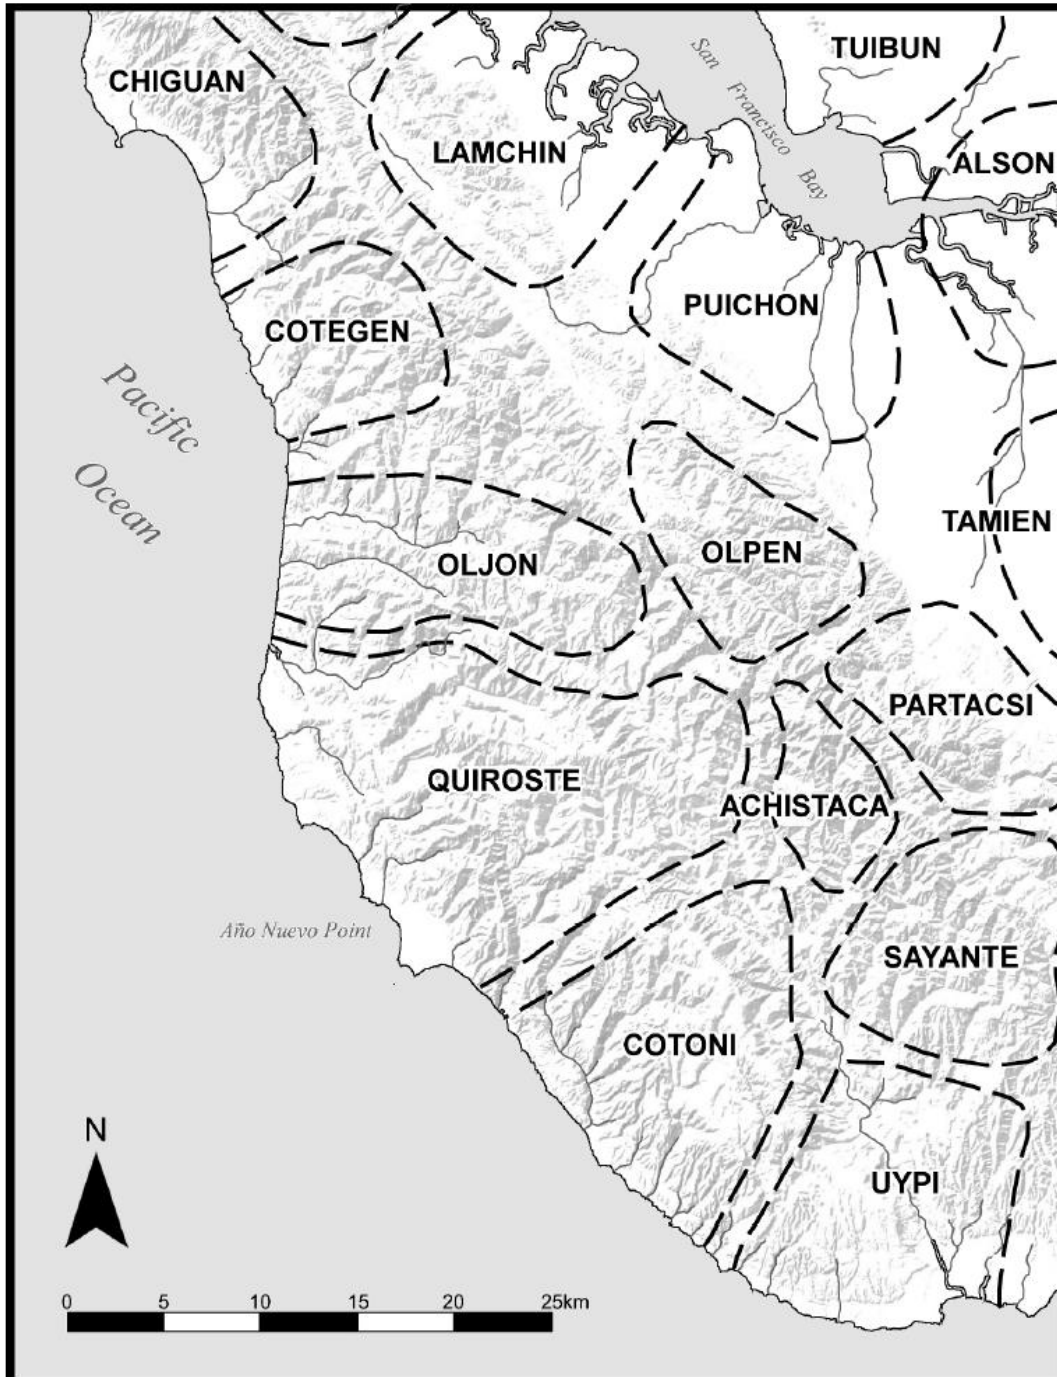 TUIBUN
CHIGUAN
San
Francisco
Bay
LAMCHIN
ALSON
PUICHON
COTEGEN
Pacific
Ocean
TAMIEN
OLPEN
OLJON
PARTACSI
QUIROSTE
ACHISTACA
Año Nuevo Point
SAYANTE
COTONI
N
UYPI
0 5 10 15 20 25km